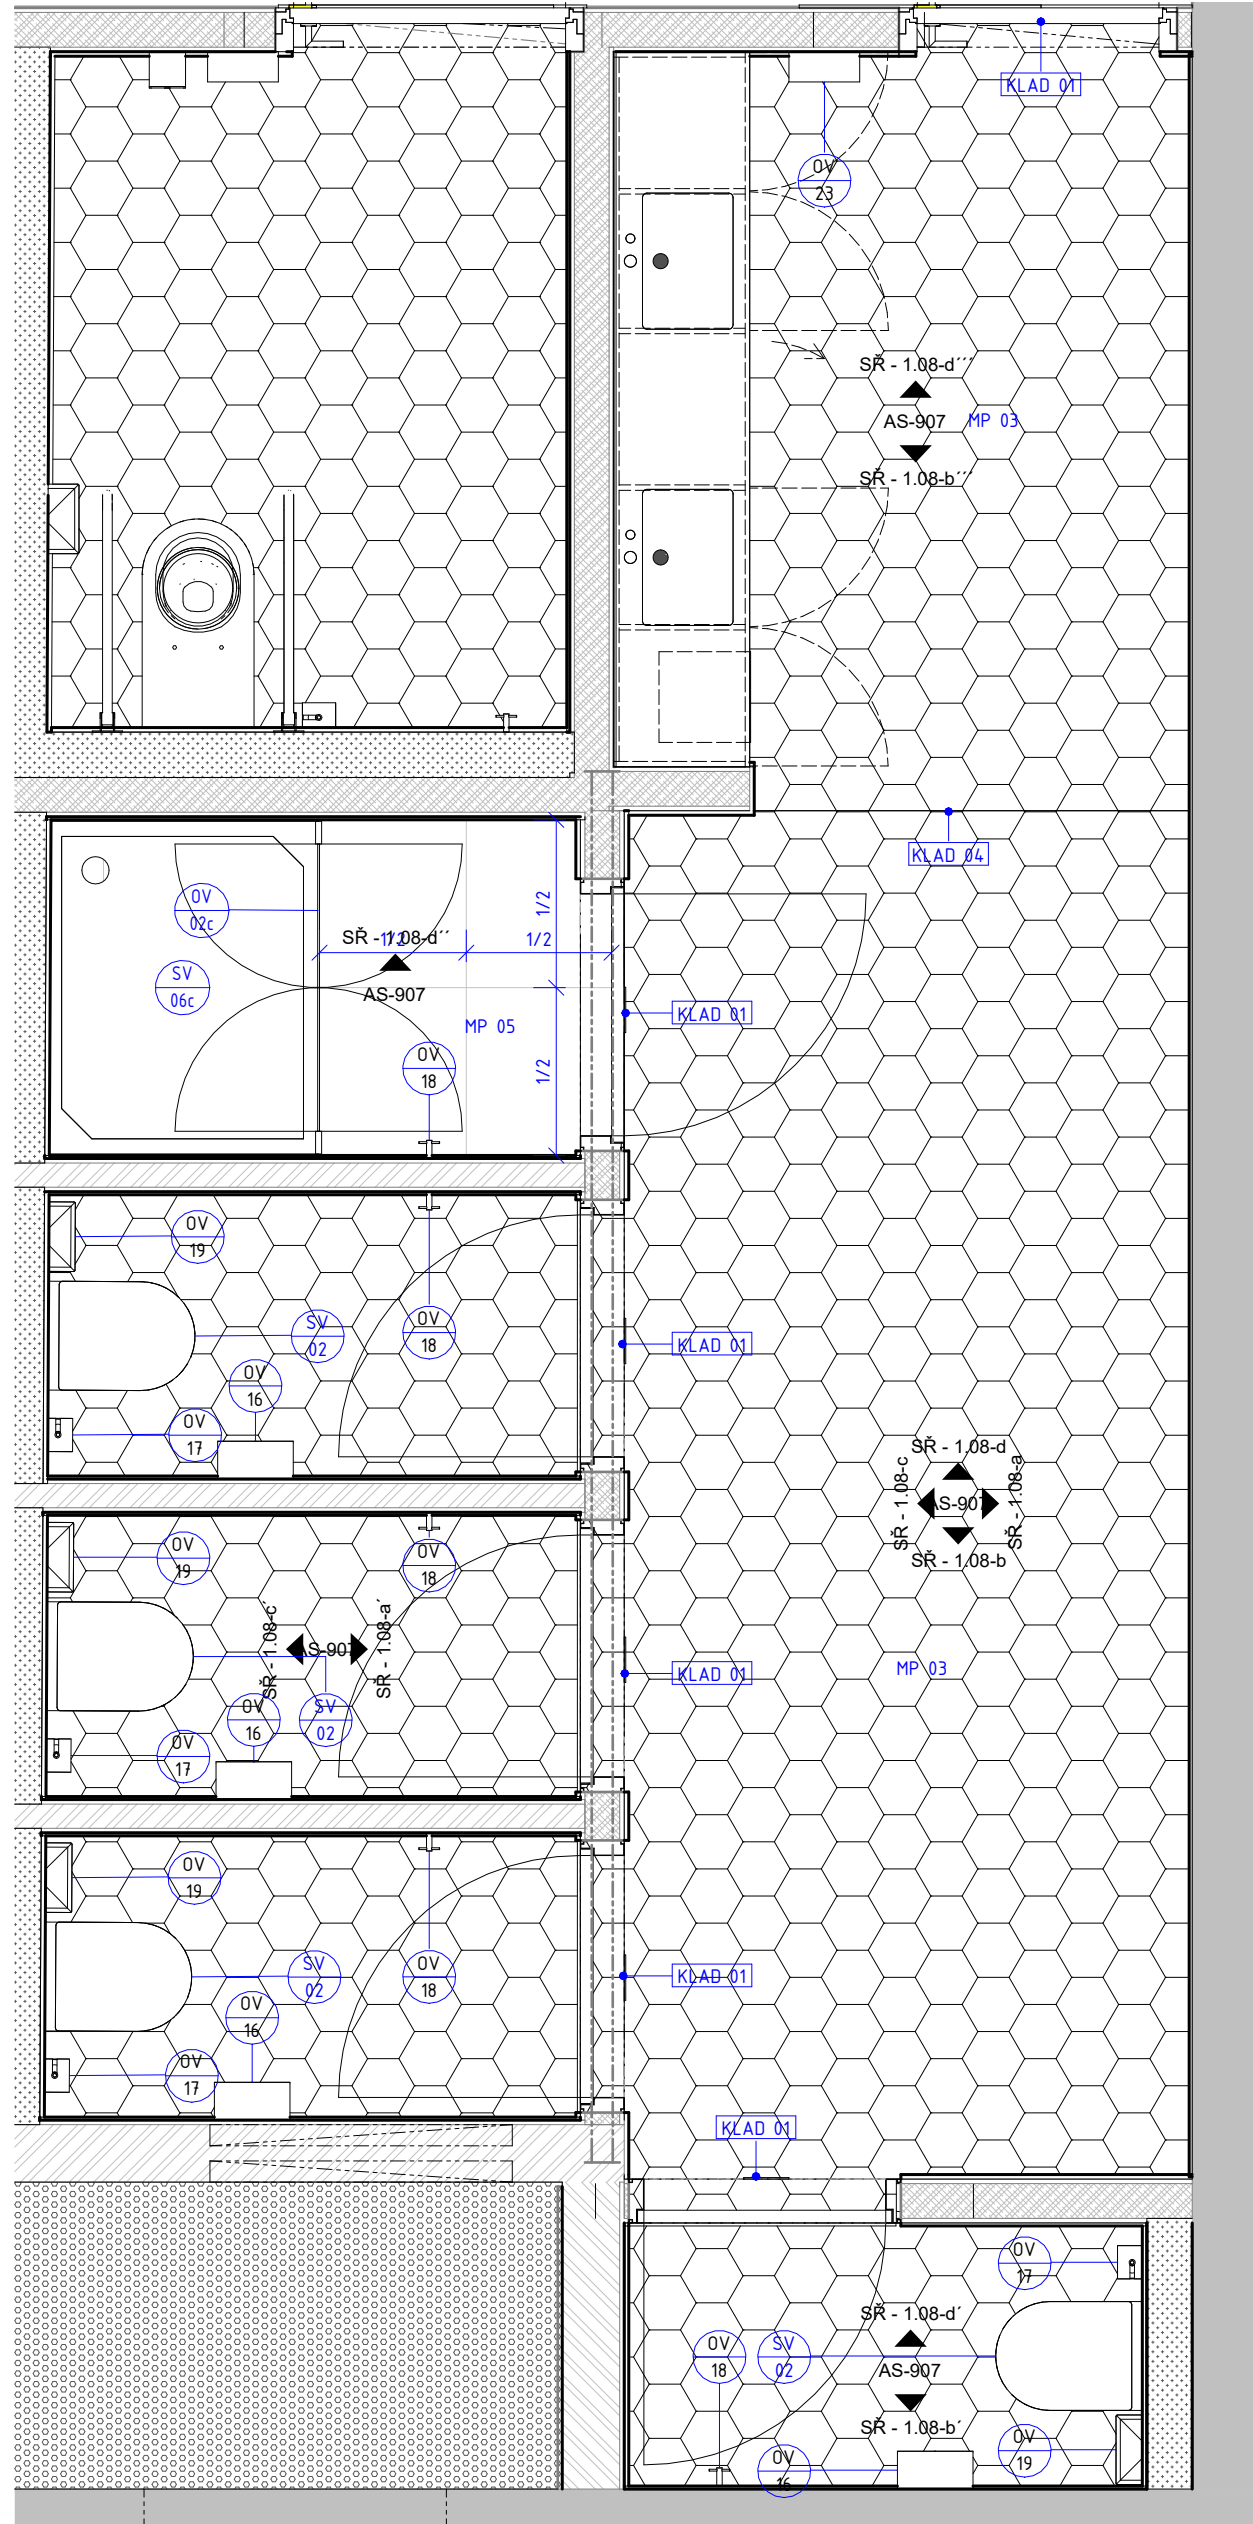 KLAD 01
OV
23
SŘ - 1.08-d´´´
AS-907
MP 03
SŘ - 1.08-b´´´
KLAD 04
OV
02c
1/2
SŘ - 1.08-d´´
1/2
1/2
SV
06c
AS-907
KLAD 01
MP 05
OV
18
1/2
OV
19
SV
02
OV
18
KLAD 01
OV
16
OV
17
SŘ - 1.08-d
SŘ - 1.08-c
AS-907
SŘ - 1.08-a
SŘ - 1.08-b
OV
19
OV
18
SŘ - 1.08-c´
AS-907
SŘ - 1.08-a´
KLAD 01
MP 03
OV
16
SV
02
OV
17
OV
19
SV
02
OV
18
KLAD 01
OV
16
OV
17
KLAD 01
OV
17
SŘ - 1.08-d´
OV
18
SV
02
AS-907
SŘ - 1.08-b´
OV
19
OV
16